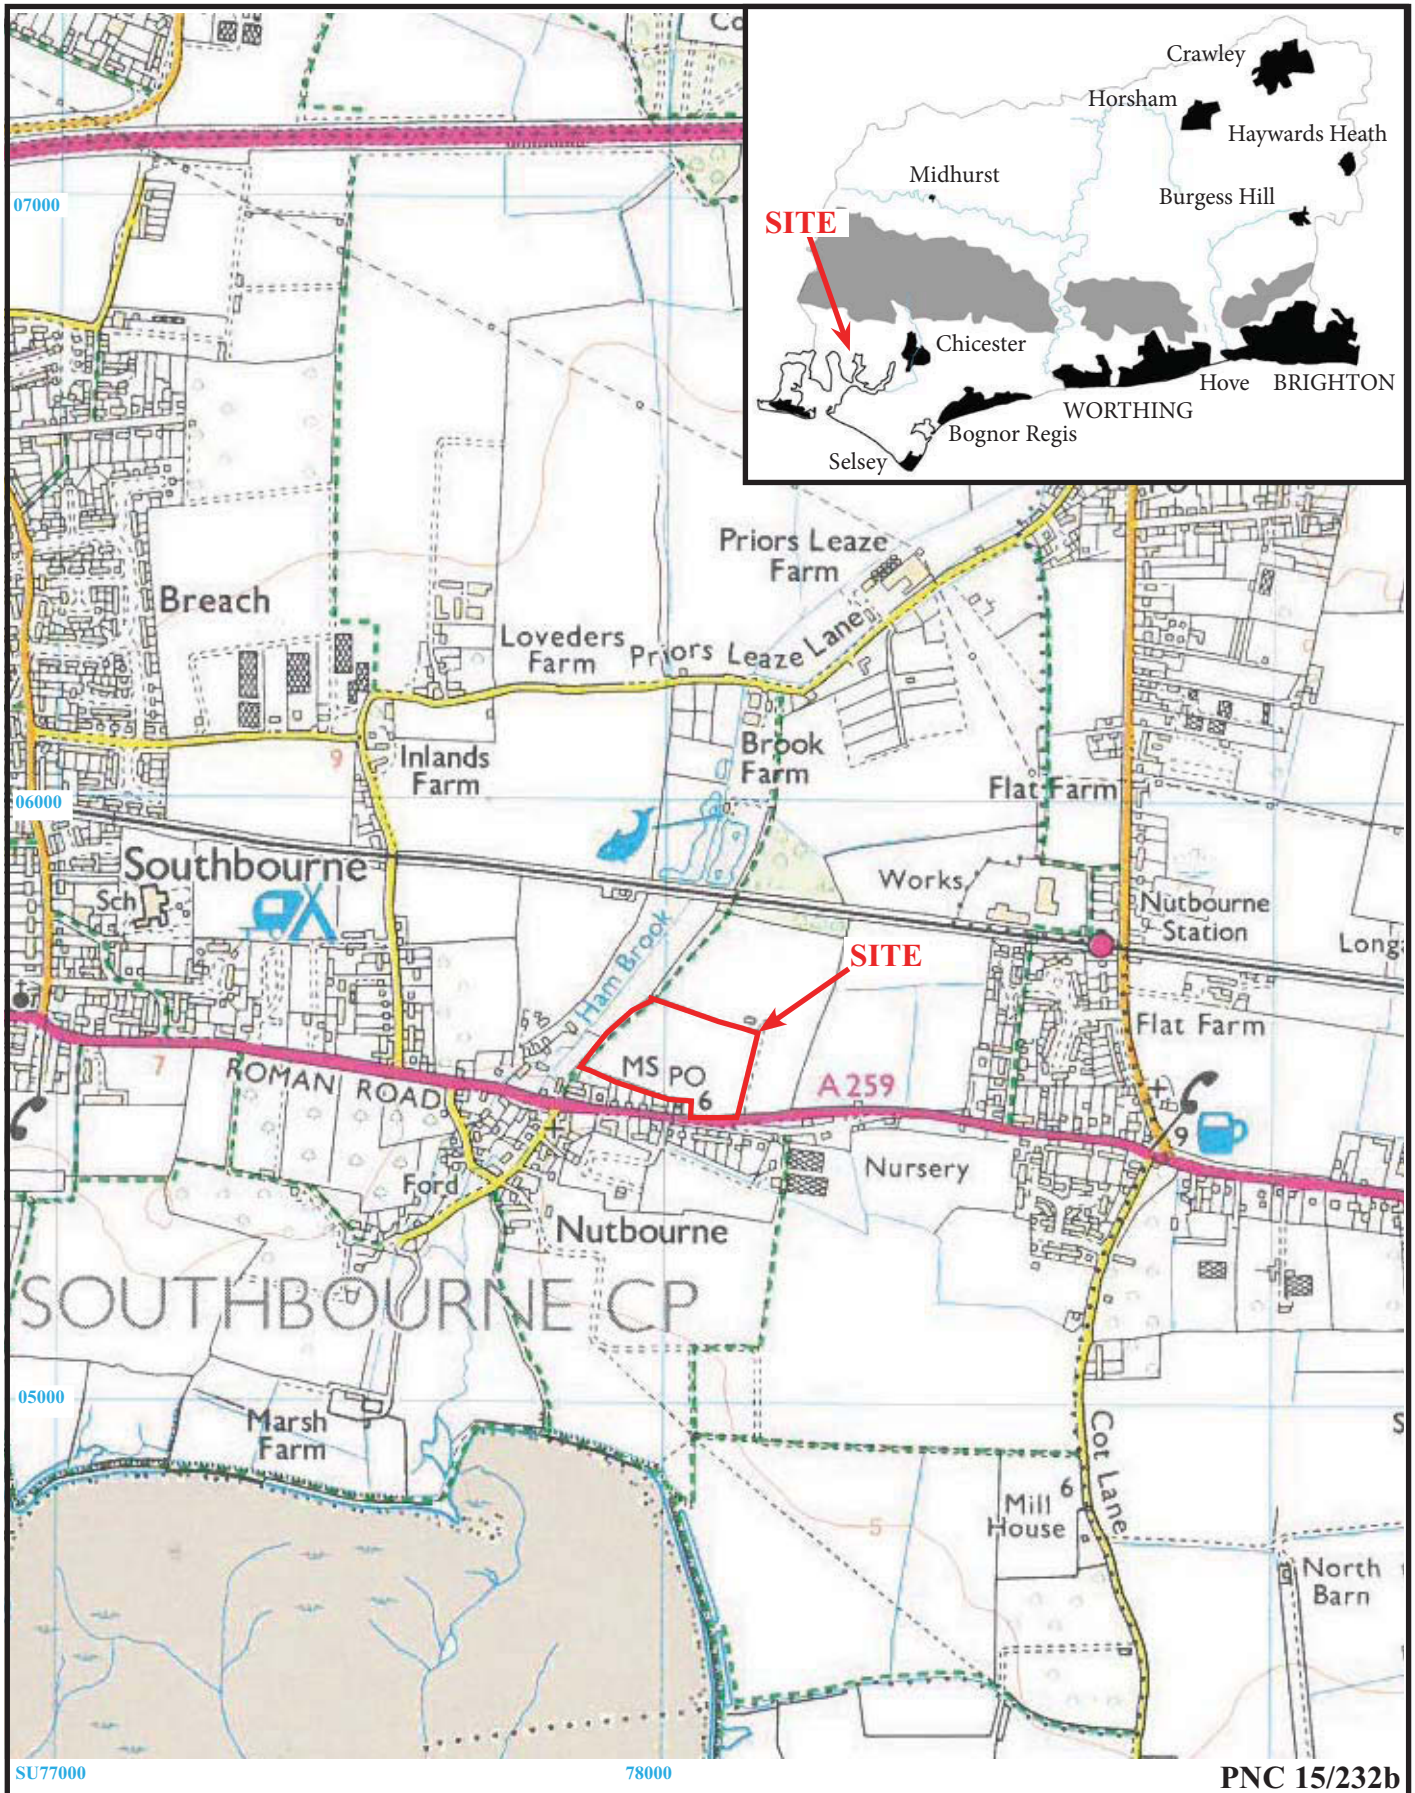 Co
Crawley
Horsham
Haywards Heath
Midhurst
Burgess Hill
SITE
Chicester
Hove
BRIGHTON
WORTHING
Bognor Regis
Selsey
07000
Priors Leaze
Farm
Breach
Loveders
Farm
Priors Leaze Lane
9
Inlands
Farm
Brook
Farm
Flat Farm
06000
Southbourne
Sch
Works
Nutbourne
Station
Longa
Ham Brook
SITE
Flat Farm
7
ROMAN ROAD
MS
PO
6
A 259
9
Ford
Nursery
Nutbourne
SOUTHBOURNE CP
05000
Marsh
Farm
Cot Lane
S
6
Mill
House
5
North
Barn
SU77000
78000
PNC 15/232b